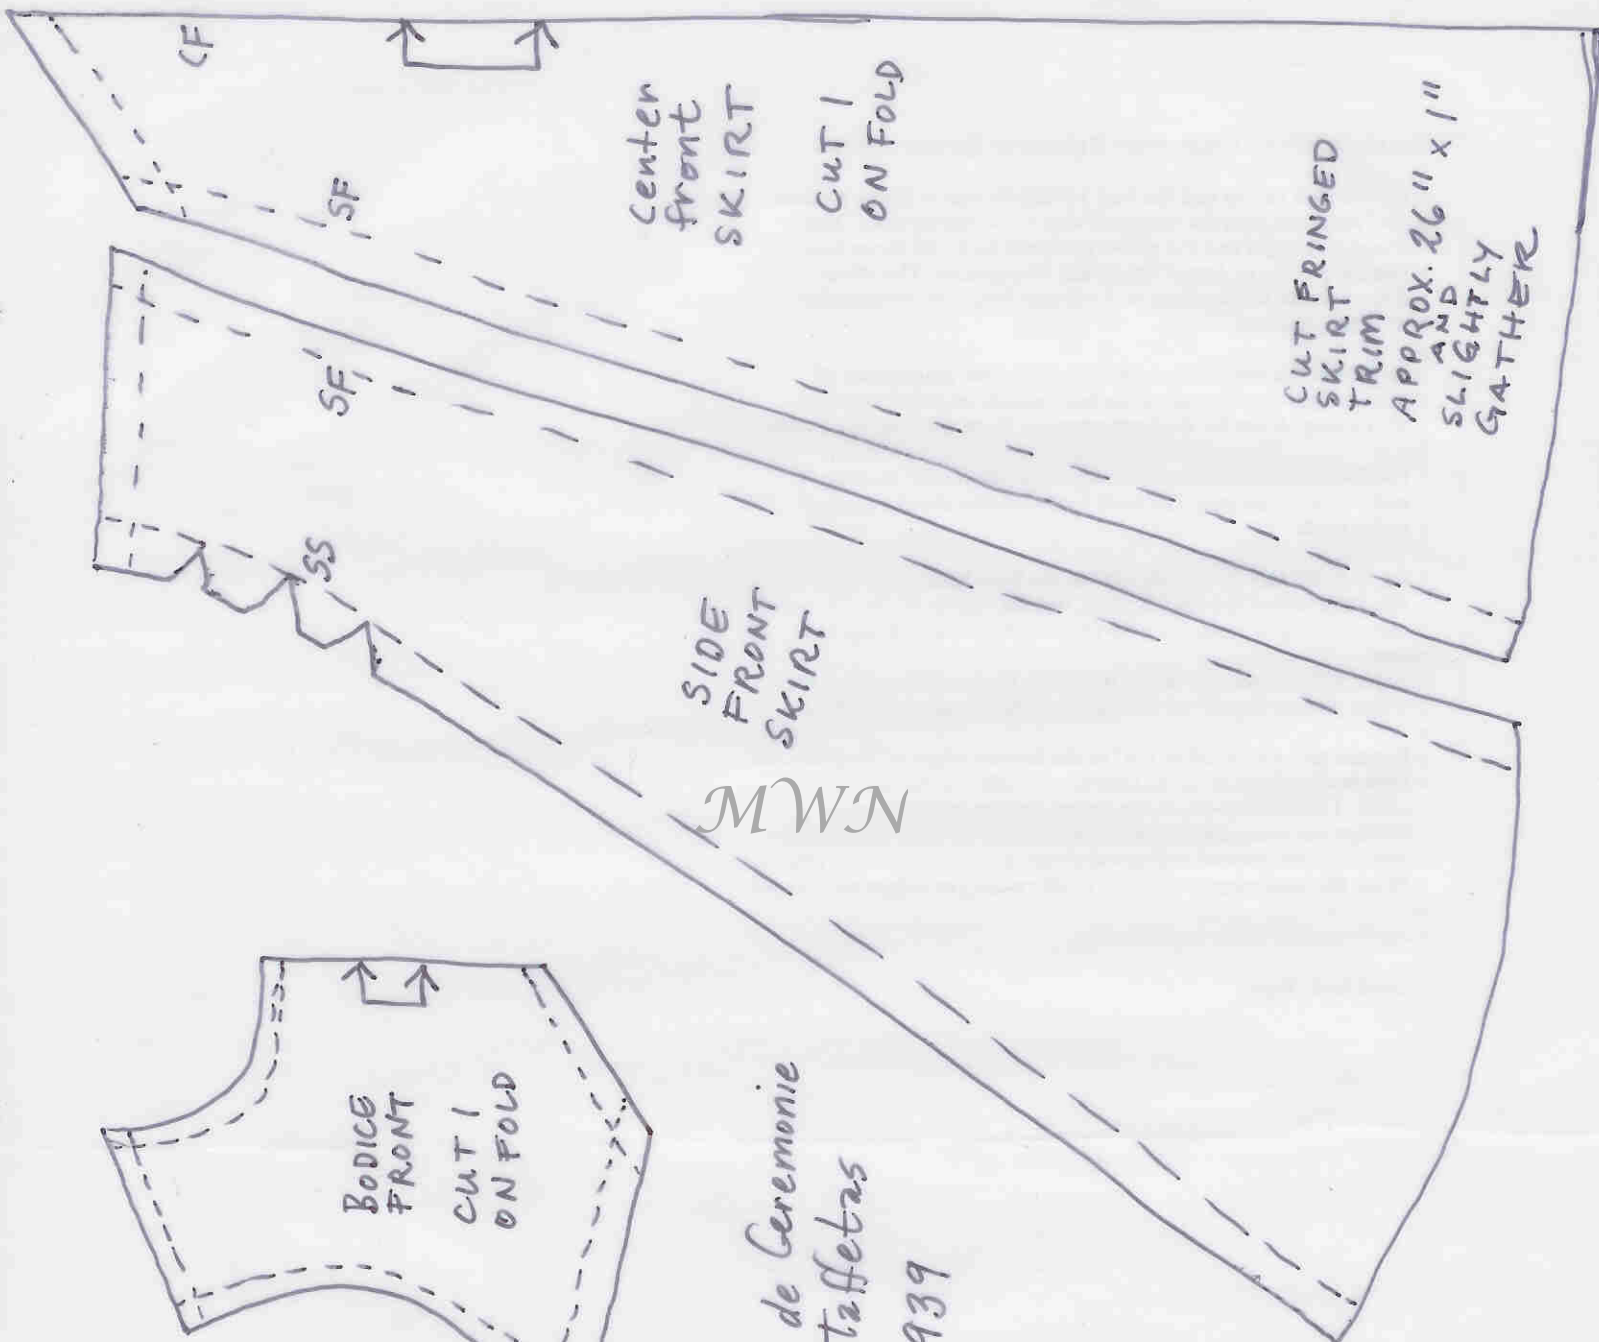 CF
SF
Center
front
SKIRT
CUT 1
ON FOLD
CUT FRINGED
SKIRT
TRIM
APPROX. 26" x 1"
AND
SLIGHTLY
GATHER
SF
SS
SIDE
FRONT
SKIRT
MWN
BODICE
FRONT
CUT 1
ON FOLD
de Ceremonie
taffetas
939